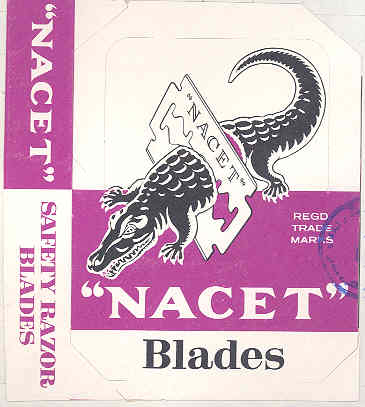 "NACET"
SAFETY RAZOR
BLADES
"NACET"
REGD
TRADE
MARKS
"NACET"
Blades